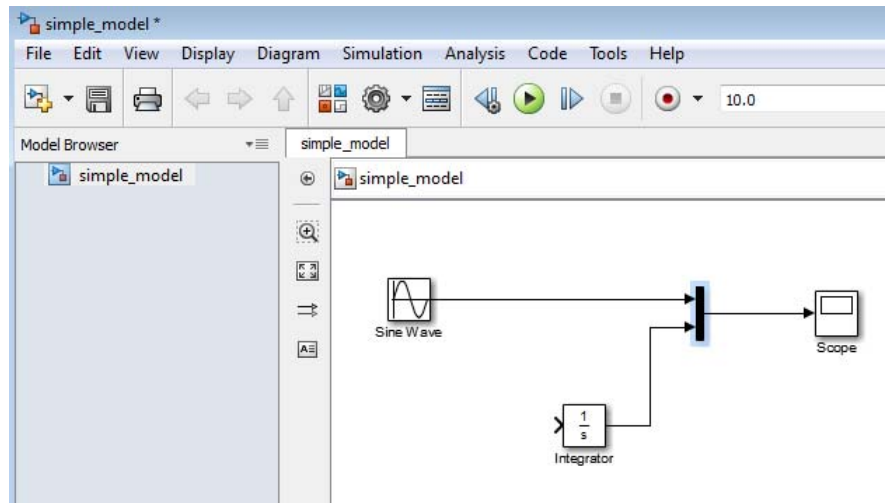 simple_model *
File Edit View Display Diagram Simulation Analysis Code Tools Help
10.0
Model Browser
simple_model
simple_model
simple_model
Sine Wave
Scope
1
s
Integrator